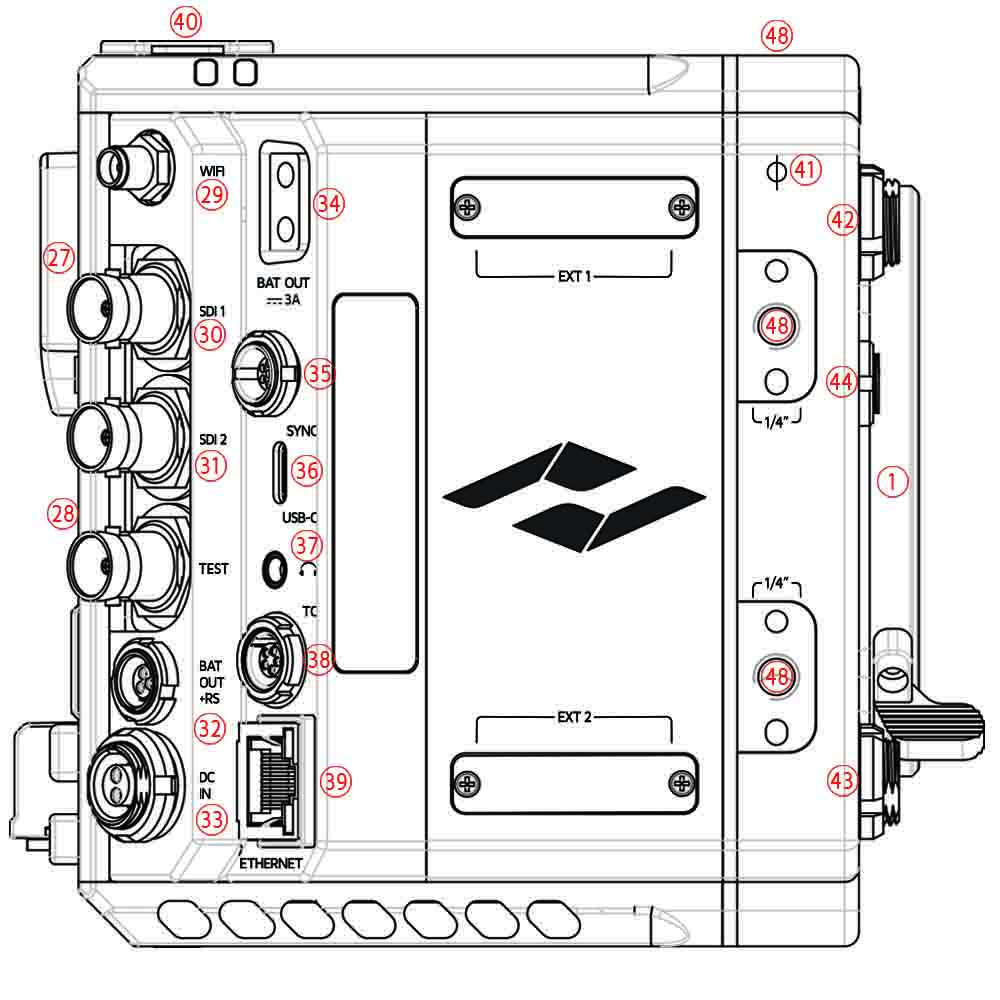 40
48
WIFI
29
34
41
42
27
BAT OUT
3A
EXT 1
SDI 1
30
48
35
44
1/4"
SYNC
SDI 2
31
36
1
28
USB-C
37
TEST
1/4"
TC
38
48
BAT
OUT
+RS
32
EXT 2
DC
IN
33
39
43
ETHERNET